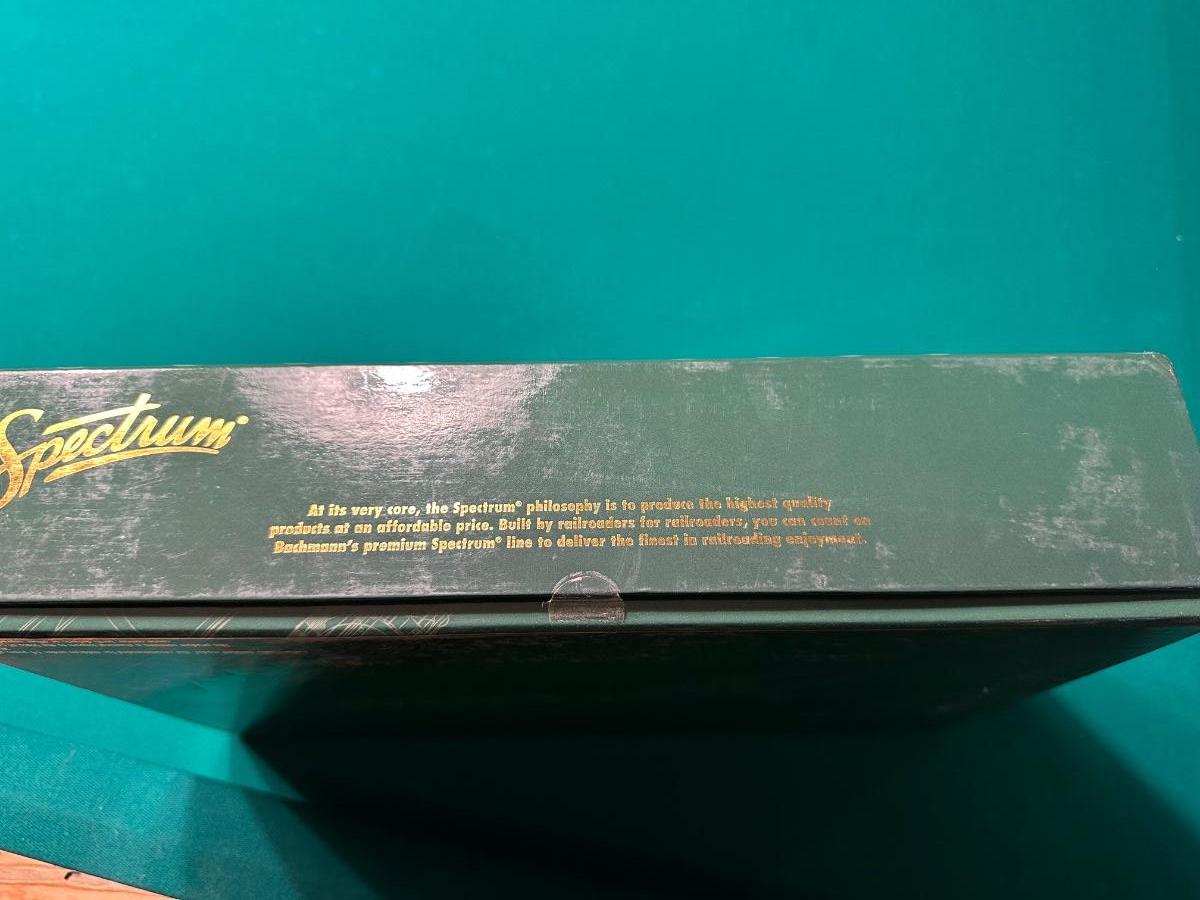 Spectrum®
At its very core, the Spectrum® philosophy is to produce the highest quality
products at an affordable price. Built by railroaders for railroaders, you can count on
Bachmann's premium Spectrum® line to deliver the finest in railroading enjoyment.